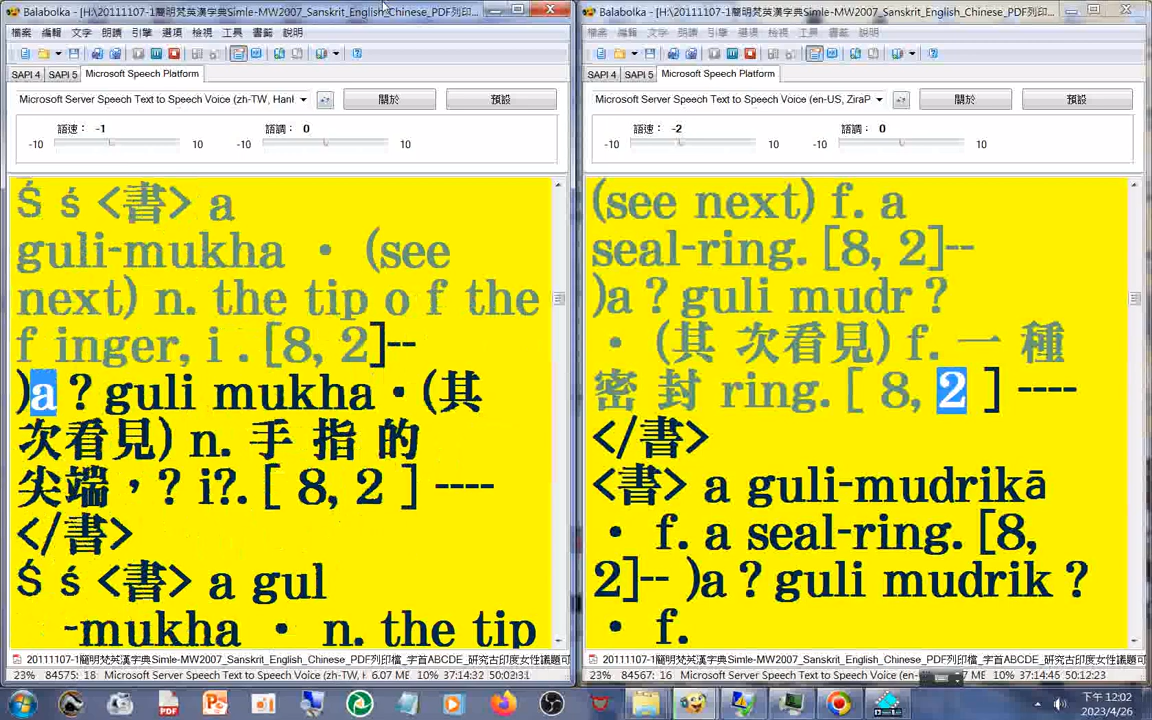 Balabolka - [H:\20111107-1簡明梵英漢字典Simle-MW2007_Sanskrit_English_Chinese_PDF列印...
檔案 編輯 文字 朗讀 引擎 選項 檢視 工具 書籤 說明
SAPI 4 SAPI 5 Microsoft Speech Platform
Microsoft Server Speech Text to Speech Voice (zh-TW, HanI
關於 預設
語速： -1 語調： 0
-10 10 -10 10
Ś ś <書> a
guli-mukha • (see
next) n. the tip o f the
f inger, i . [8, 2]--
)a ? guli mukha • (其
次看見) n. 手 指 的
尖端，? i?. [ 8, 2 ] ----
</書>
Ś ś <書> a gul
-mukha • n. the tip
20111107-1簡明梵英漢字典Simle-MW2007_Sanskrit_English_Chinese_PDF列印檔_字首ABCDE_研究古印度女性議題可
23% 84575: 18 Microsoft Server Speech Text to Speech Voice (zh-TW, H 6.07 ME 10% 37:14:32 50:02:31
Balabolka - [H:\20111107-1簡明梵英漢字典Simle-MW2007_Sanskrit_English_Chinese_PDF列印...
檔案 編輯 文字 朗讀 引擎 選項 檢視 工具 書籤 說明
SAPI 4 SAPI 5 Microsoft Speech Platform
Microsoft Server Speech Text to Speech Voice (en-US, ZiraP
關於 預設
語速： -2 語調： 0
-10 10 -10 10
(see next) f. a
seal-ring. [8, 2]--
)a ? guli mudr ?
• (其 次看見) f. 一 種
密 封 ring. [ 8, 2 ] ----
</書>
<書> a guli-mudrikā
• f. a seal-ring. [8,
2]-- )a ? guli mudrik ?
• f.
20111107-1簡明梵英漢字典Simle-MW2007_Sanskrit_English_Chinese_PDF列印檔_字首ABCDE_研究古印度女性議題可
23% 84567: 16 Microsoft Server Speech Text to Speech Voice (en-US, 6.07 ME 10% 37:14:45 50:12:23
下午 12:02
2023/4/26